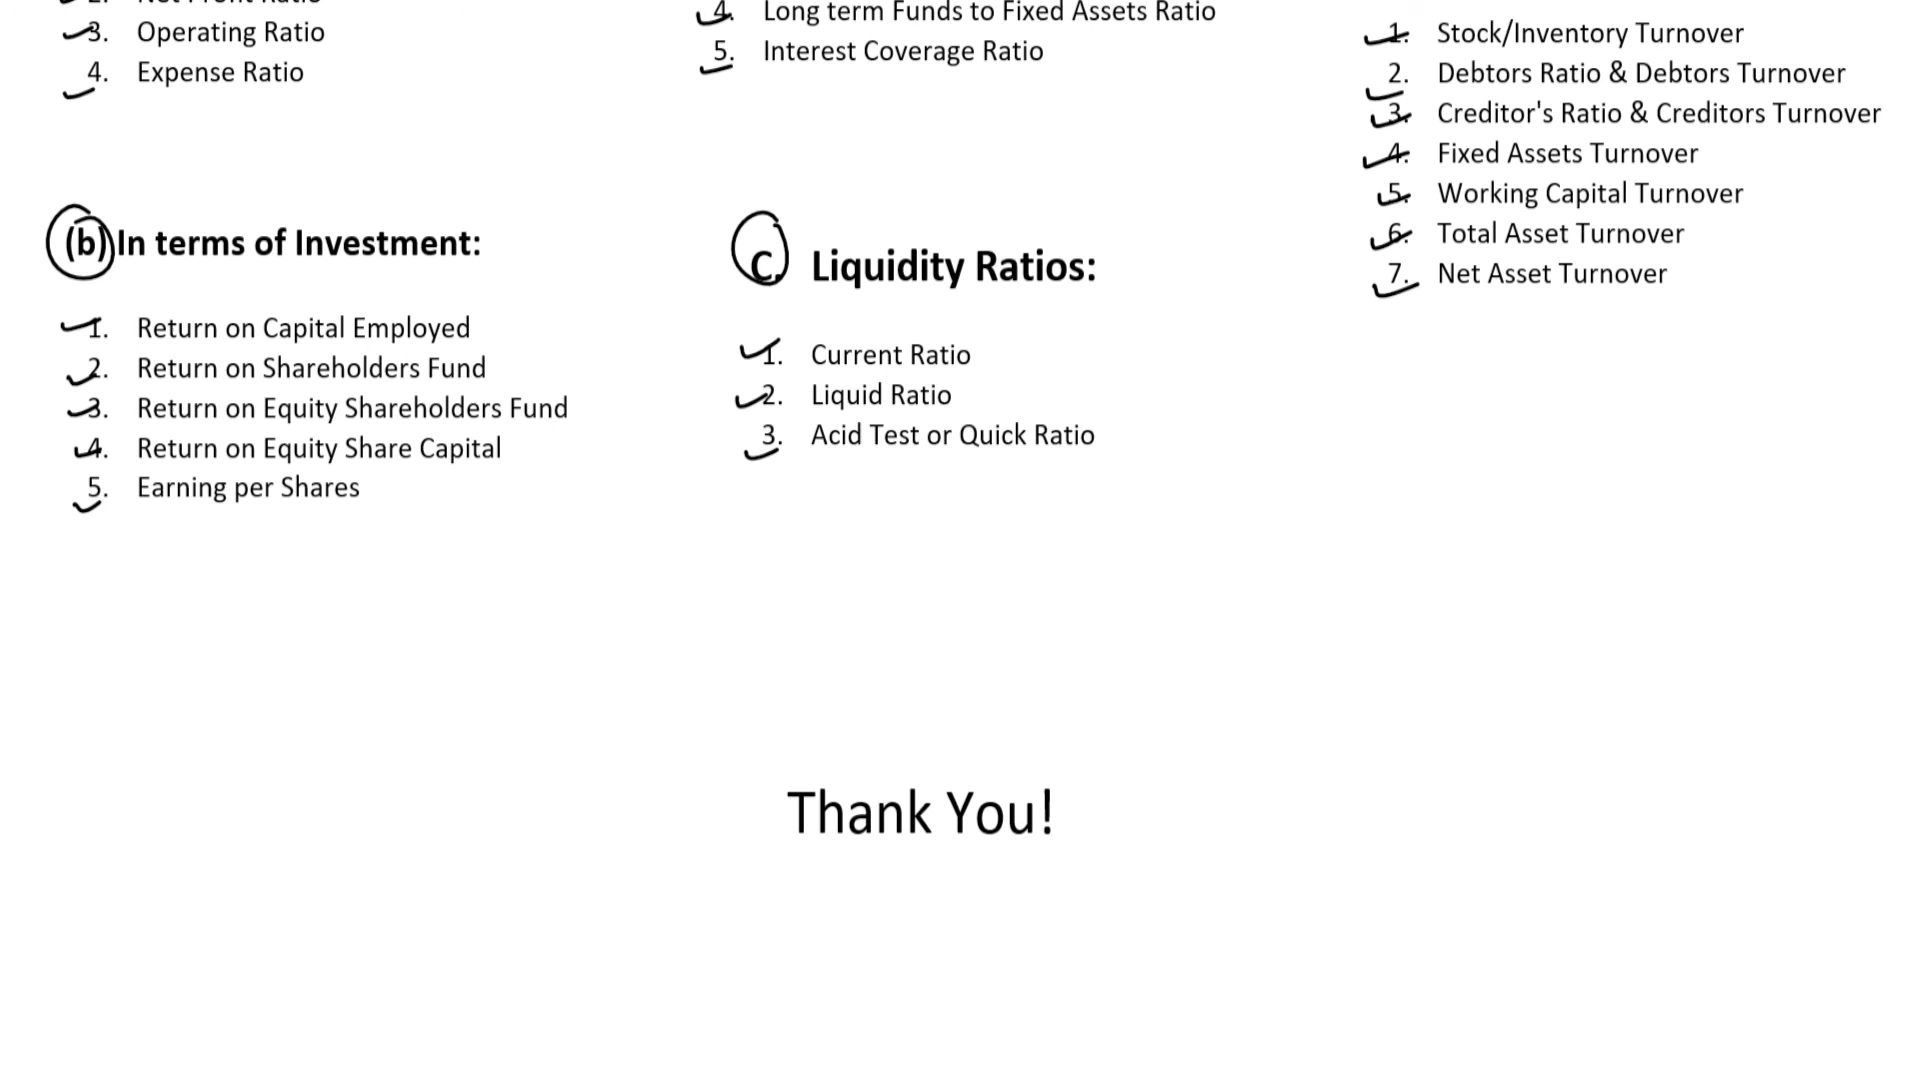 2. Net Profit Ratio
3. Operating Ratio
4. Expense Ratio
(b) In terms of Investment:
1. Return on Capital Employed
2. Return on Shareholders Fund
3. Return on Equity Shareholders Fund
4. Return on Equity Share Capital
5. Earning per Shares
4. Long term Funds to Fixed Assets Ratio
5. Interest Coverage Ratio
C. Liquidity Ratios:
1. Current Ratio
2. Liquid Ratio
3. Acid Test or Quick Ratio
1. Stock/Inventory Turnover
2. Debtors Ratio & Debtors Turnover
3. Creditor's Ratio & Creditors Turnover
4. Fixed Assets Turnover
5. Working Capital Turnover
6. Total Asset Turnover
7. Net Asset Turnover
Thank You!